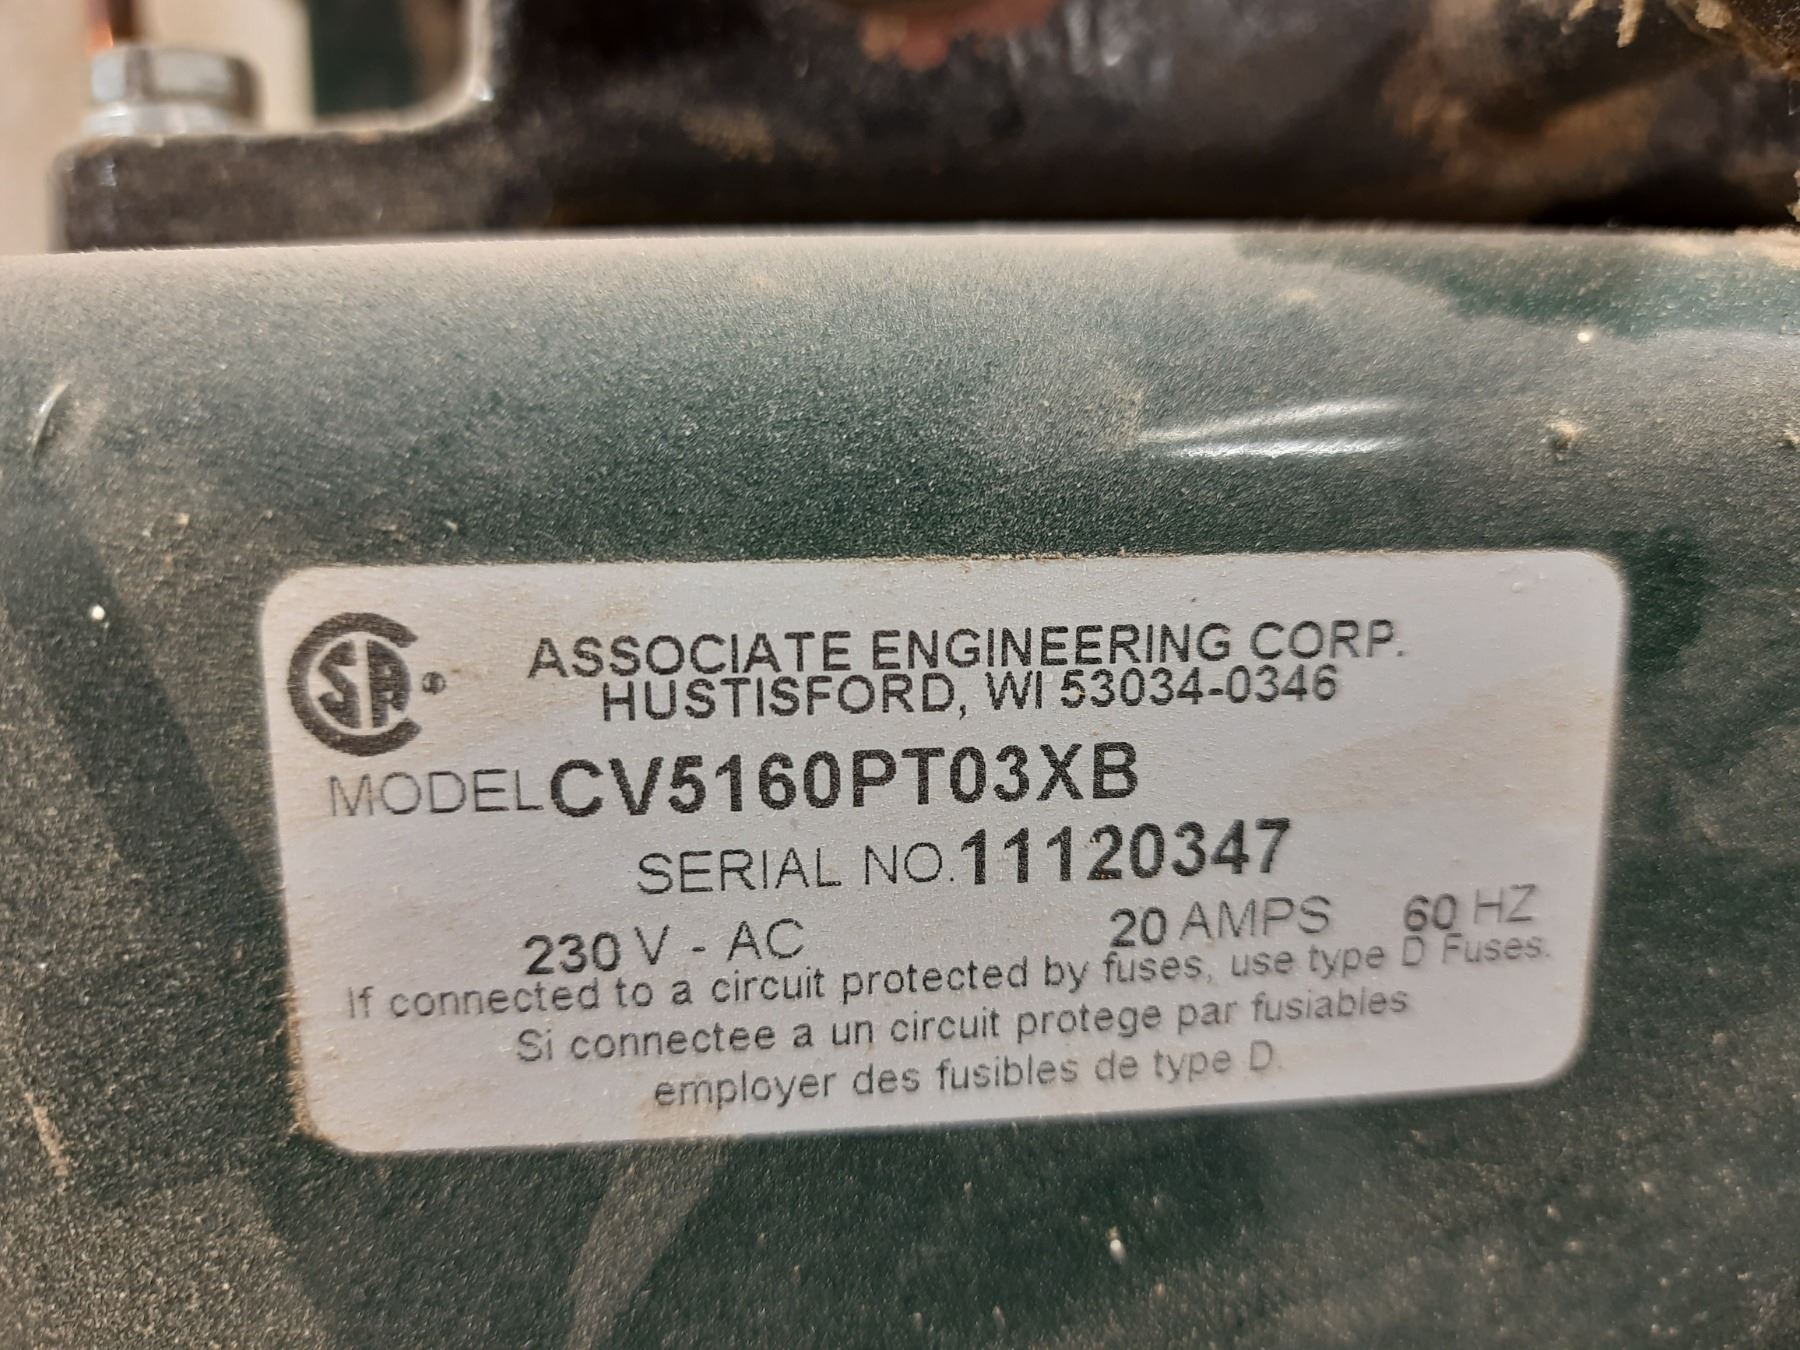 CSA®
ASSOCIATE ENGINEERING CORP.
HUSTISFORD, WI 53034-0346
MODEL CV5160PT03XB
SERIAL NO. 11120347
230 V - AC 20 AMPS 60 HZ
If connected to a circuit protected by fuses, use type D Fuses.
Si connectee a un circuit protege par fusiables
employer des fusibles de type D.